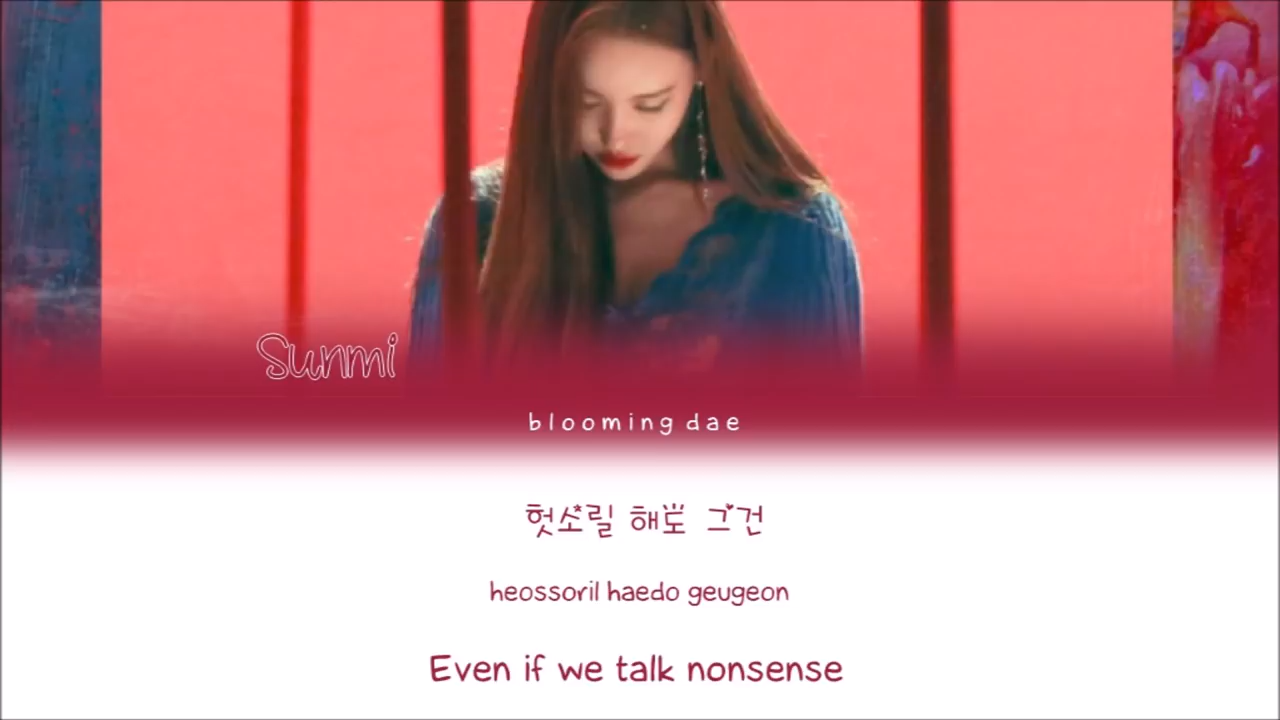 Sunmi
blooming dae
헛소릴 해도 그건
heossoril haedo geugeon
Even if we talk nonsense